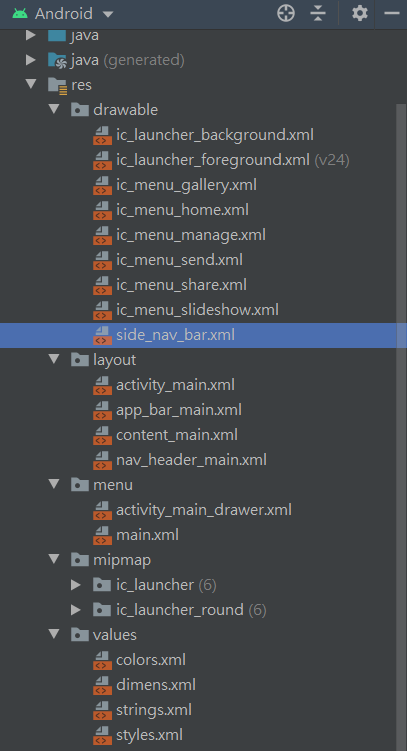 Android
java
java (generated)
res
drawable
ic_launcher_background.xml
ic_launcher_foreground.xml (v24)
ic_menu_gallery.xml
ic_menu_home.xml
ic_menu_manage.xml
ic_menu_send.xml
ic_menu_share.xml
ic_menu_slideshow.xml
side_nav_bar.xml
layout
activity_main.xml
app_bar_main.xml
content_main.xml
nav_header_main.xml
menu
activity_main_drawer.xml
main.xml
mipmap
ic_launcher (6)
ic_launcher_round (6)
values
colors.xml
dimens.xml
strings.xml
styles.xml